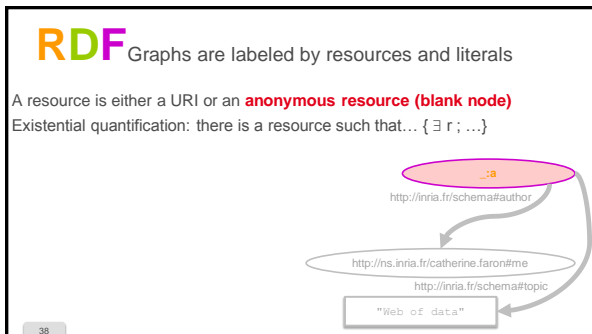 RDF Graphs are labeled by resources and literals
A resource is either a URI or an anonymous resource (blank node)
Existential quantification: there is a resource such that… { ∃ r ; …}
_:a
http://inria.fr/schema#author
http://ns.inria.fr/catherine.faron#me
http://inria.fr/schema#topic
"Web of data"
38